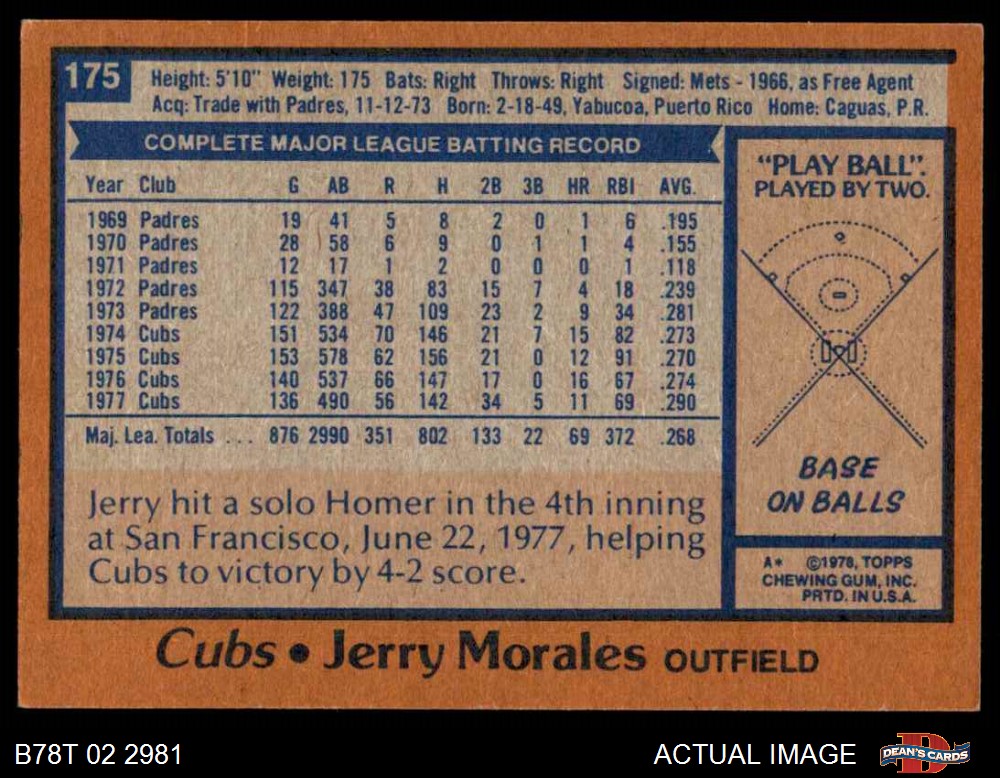 175
Height: 5'10" Weight: 175 Bats: Right Throws: Right Signed: Mets - 1966, as Free Agent
Acq: Trade with Padres, 11-12-73 Born: 2-18-49, Yabucoa, Puerto Rico Home: Caguas, P.R.
COMPLETE MAJOR LEAGUE BATTING RECORD
Year Club G AB R H 2B 3B HR RBI AVG.
1969 Padres 19 41 5 8 2 0 1 6 .195
1970 Padres 28 58 6 9 0 1 1 4 .155
1971 Padres 12 17 1 2 0 0 0 1 .118
1972 Padres 115 347 38 83 15 7 4 18 .239
1973 Padres 122 388 47 109 23 2 9 34 .281
1974 Cubs 151 534 70 146 21 7 15 82 .273
1975 Cubs 153 578 62 156 21 0 12 91 .270
1976 Cubs 140 537 66 147 17 0 16 67 .274
1977 Cubs 136 490 56 142 34 5 11 69 .290
Maj. Lea. Totals ... 876 2990 351 802 133 22 69 372 .268
Jerry hit a solo Homer in the 4th inning
at San Francisco, June 22, 1977, helping
Cubs to victory by 4-2 score.
"PLAY BALL".
PLAYED BY TWO.
BASE
ON BALLS
A* ©1978, TOPPS
CHEWING GUM, INC.
PRTD. IN U.S.A.
Cubs • Jerry Morales OUTFIELD
B78T 02 2981
ACTUAL IMAGE
D
DEAN'S CARDS